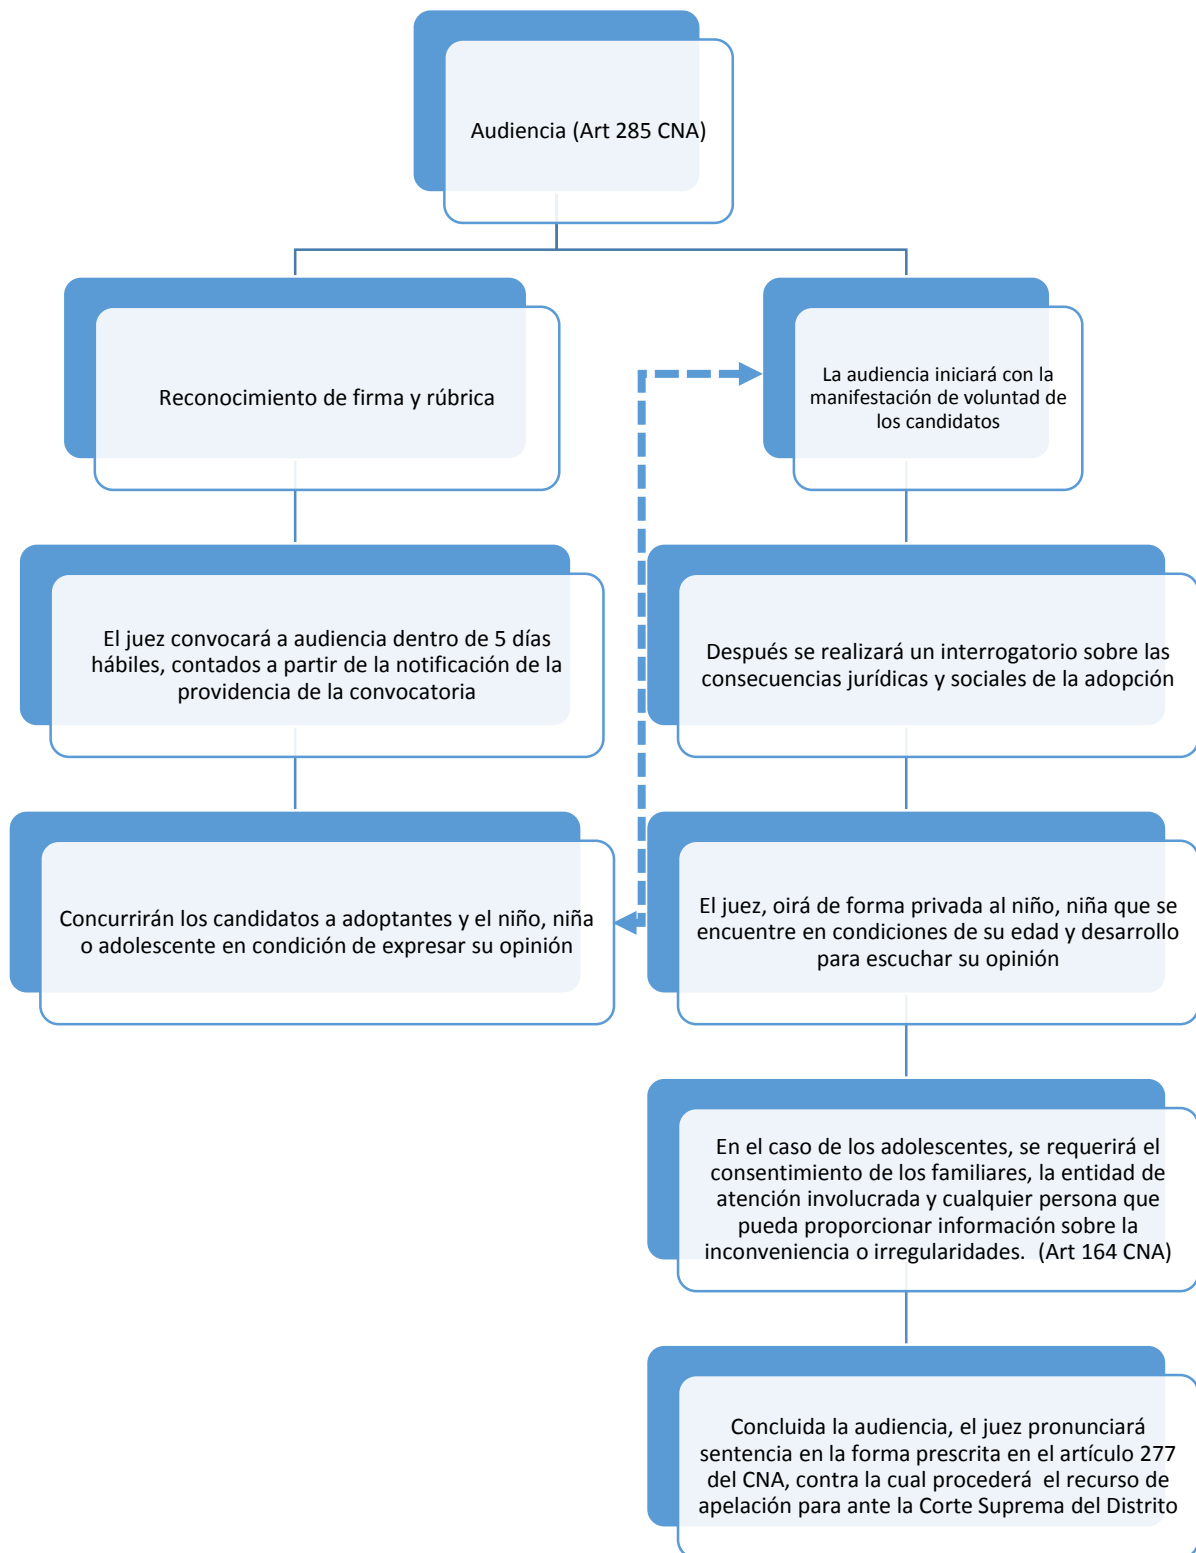 Audiencia (Art 285 CNA)
Reconocimiento de firma y rúbrica
El juez convocará a audiencia dentro de 5 días
hábiles, contados a partir de la notificación de la
providencia de la convocatoria
Concurrirán los candidatos a adoptantes y el niño, niña
o adolescente en condición de expresar su opinión
La audiencia iniciará con la
manifestación de voluntad de
los candidatos
Después se realizará un interrogatorio sobre las
consecuencias jurídicas y sociales de la adopción
El juez, oirá de forma privada al niño, niña que se
encuentre en condiciones de su edad y desarrollo
para escuchar su opinión
En el caso de los adolescentes, se requerirá el
consentimiento de los familiares, la entidad de
atención involucrada y cualquier persona que
pueda proporcionar información sobre la
inconveniencia o irregularidades.  (Art 164 CNA)
Concluida la audiencia, el juez pronunciará
sentencia en la forma prescrita en el artículo 277
del CNA, contra la cual procederá  el recurso de
apelación para ante la Corte Suprema del Distrito